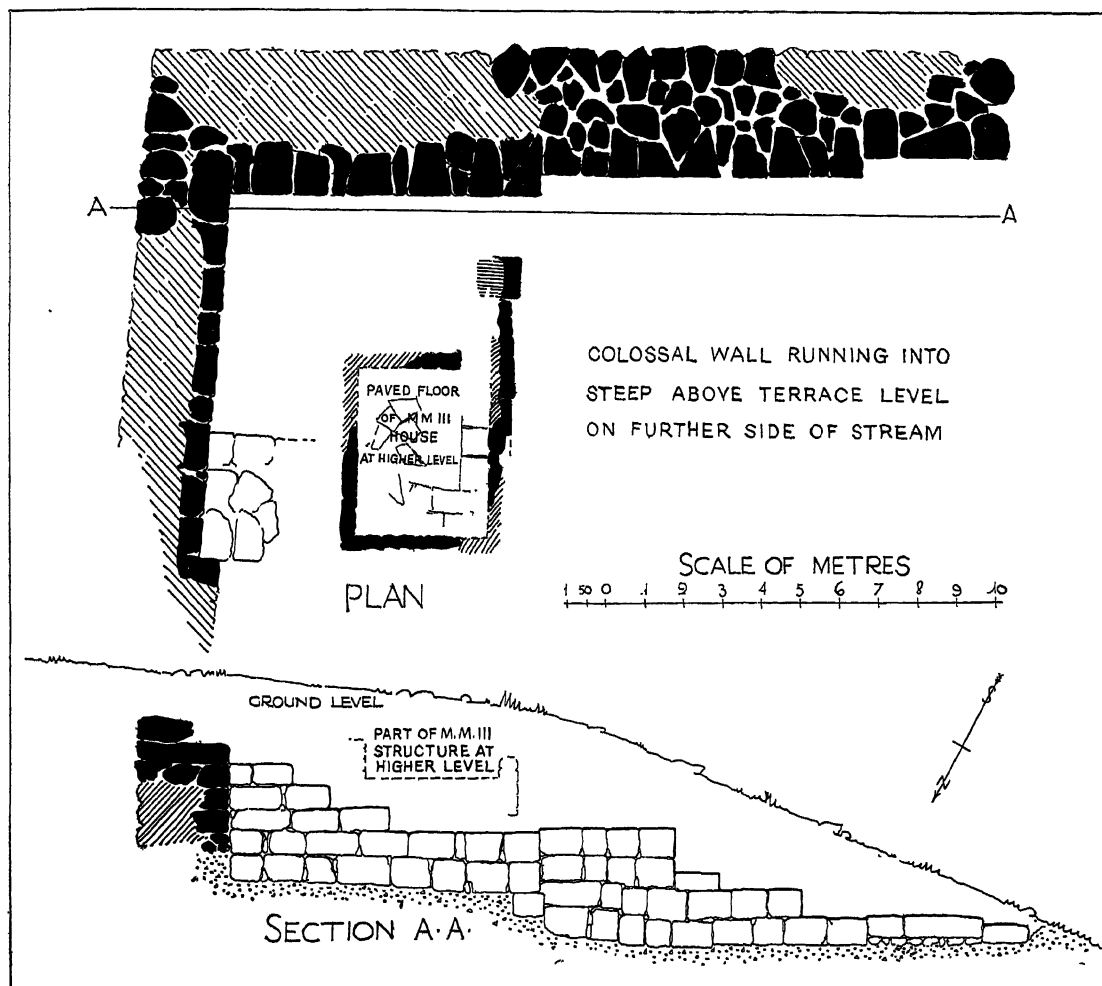 A A
COLOSSAL WALL RUNNING INTO
STEEP ABOVE TERRACE LEVEL
ON FURTHER SIDE OF STREAM
PAVED FLOOR
OF M M III
HOUSE
AT HIGHER LEVEL
PLAN
SCALE OF METRES
1 50 0 1 2 3 4 5 6 7 8 9 10
GROUND LEVEL
PART OF M.M.III
STRUCTURE AT
HIGHER LEVEL
S
N
SECTION A.A.